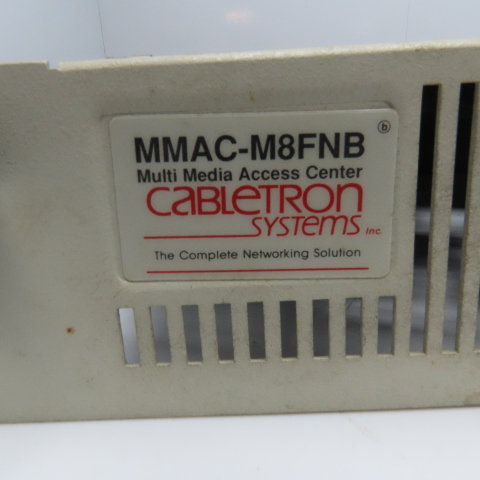 MMAC-M8FNB
Multi Media Access Center
CABLETRON
SYSTEMS Inc.
The Complete Networking Solution
b